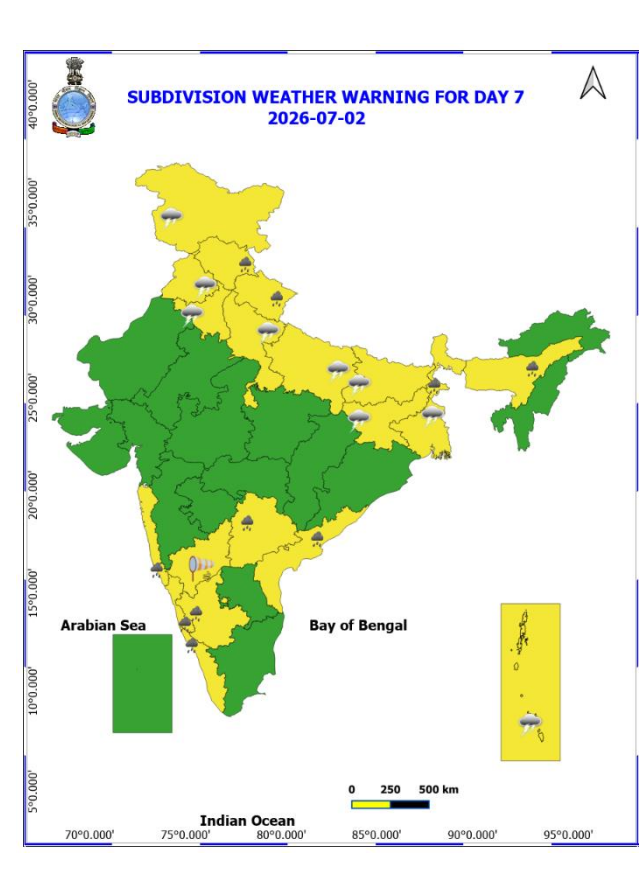 SUBDIVISION WEATHER WARNING FOR DAY 7
2026-07-02
40°0.000'
35°0.000'
30°0.000'
25°0.000'
20°0.000'
15°0.000'
10°0.000'
5°0.000'
Arabian Sea
Bay of Bengal
0 250 500 km
Indian Ocean
70°0.000' 75°0.000' 80°0.000' 85°0.000' 90°0.000' 95°0.000'